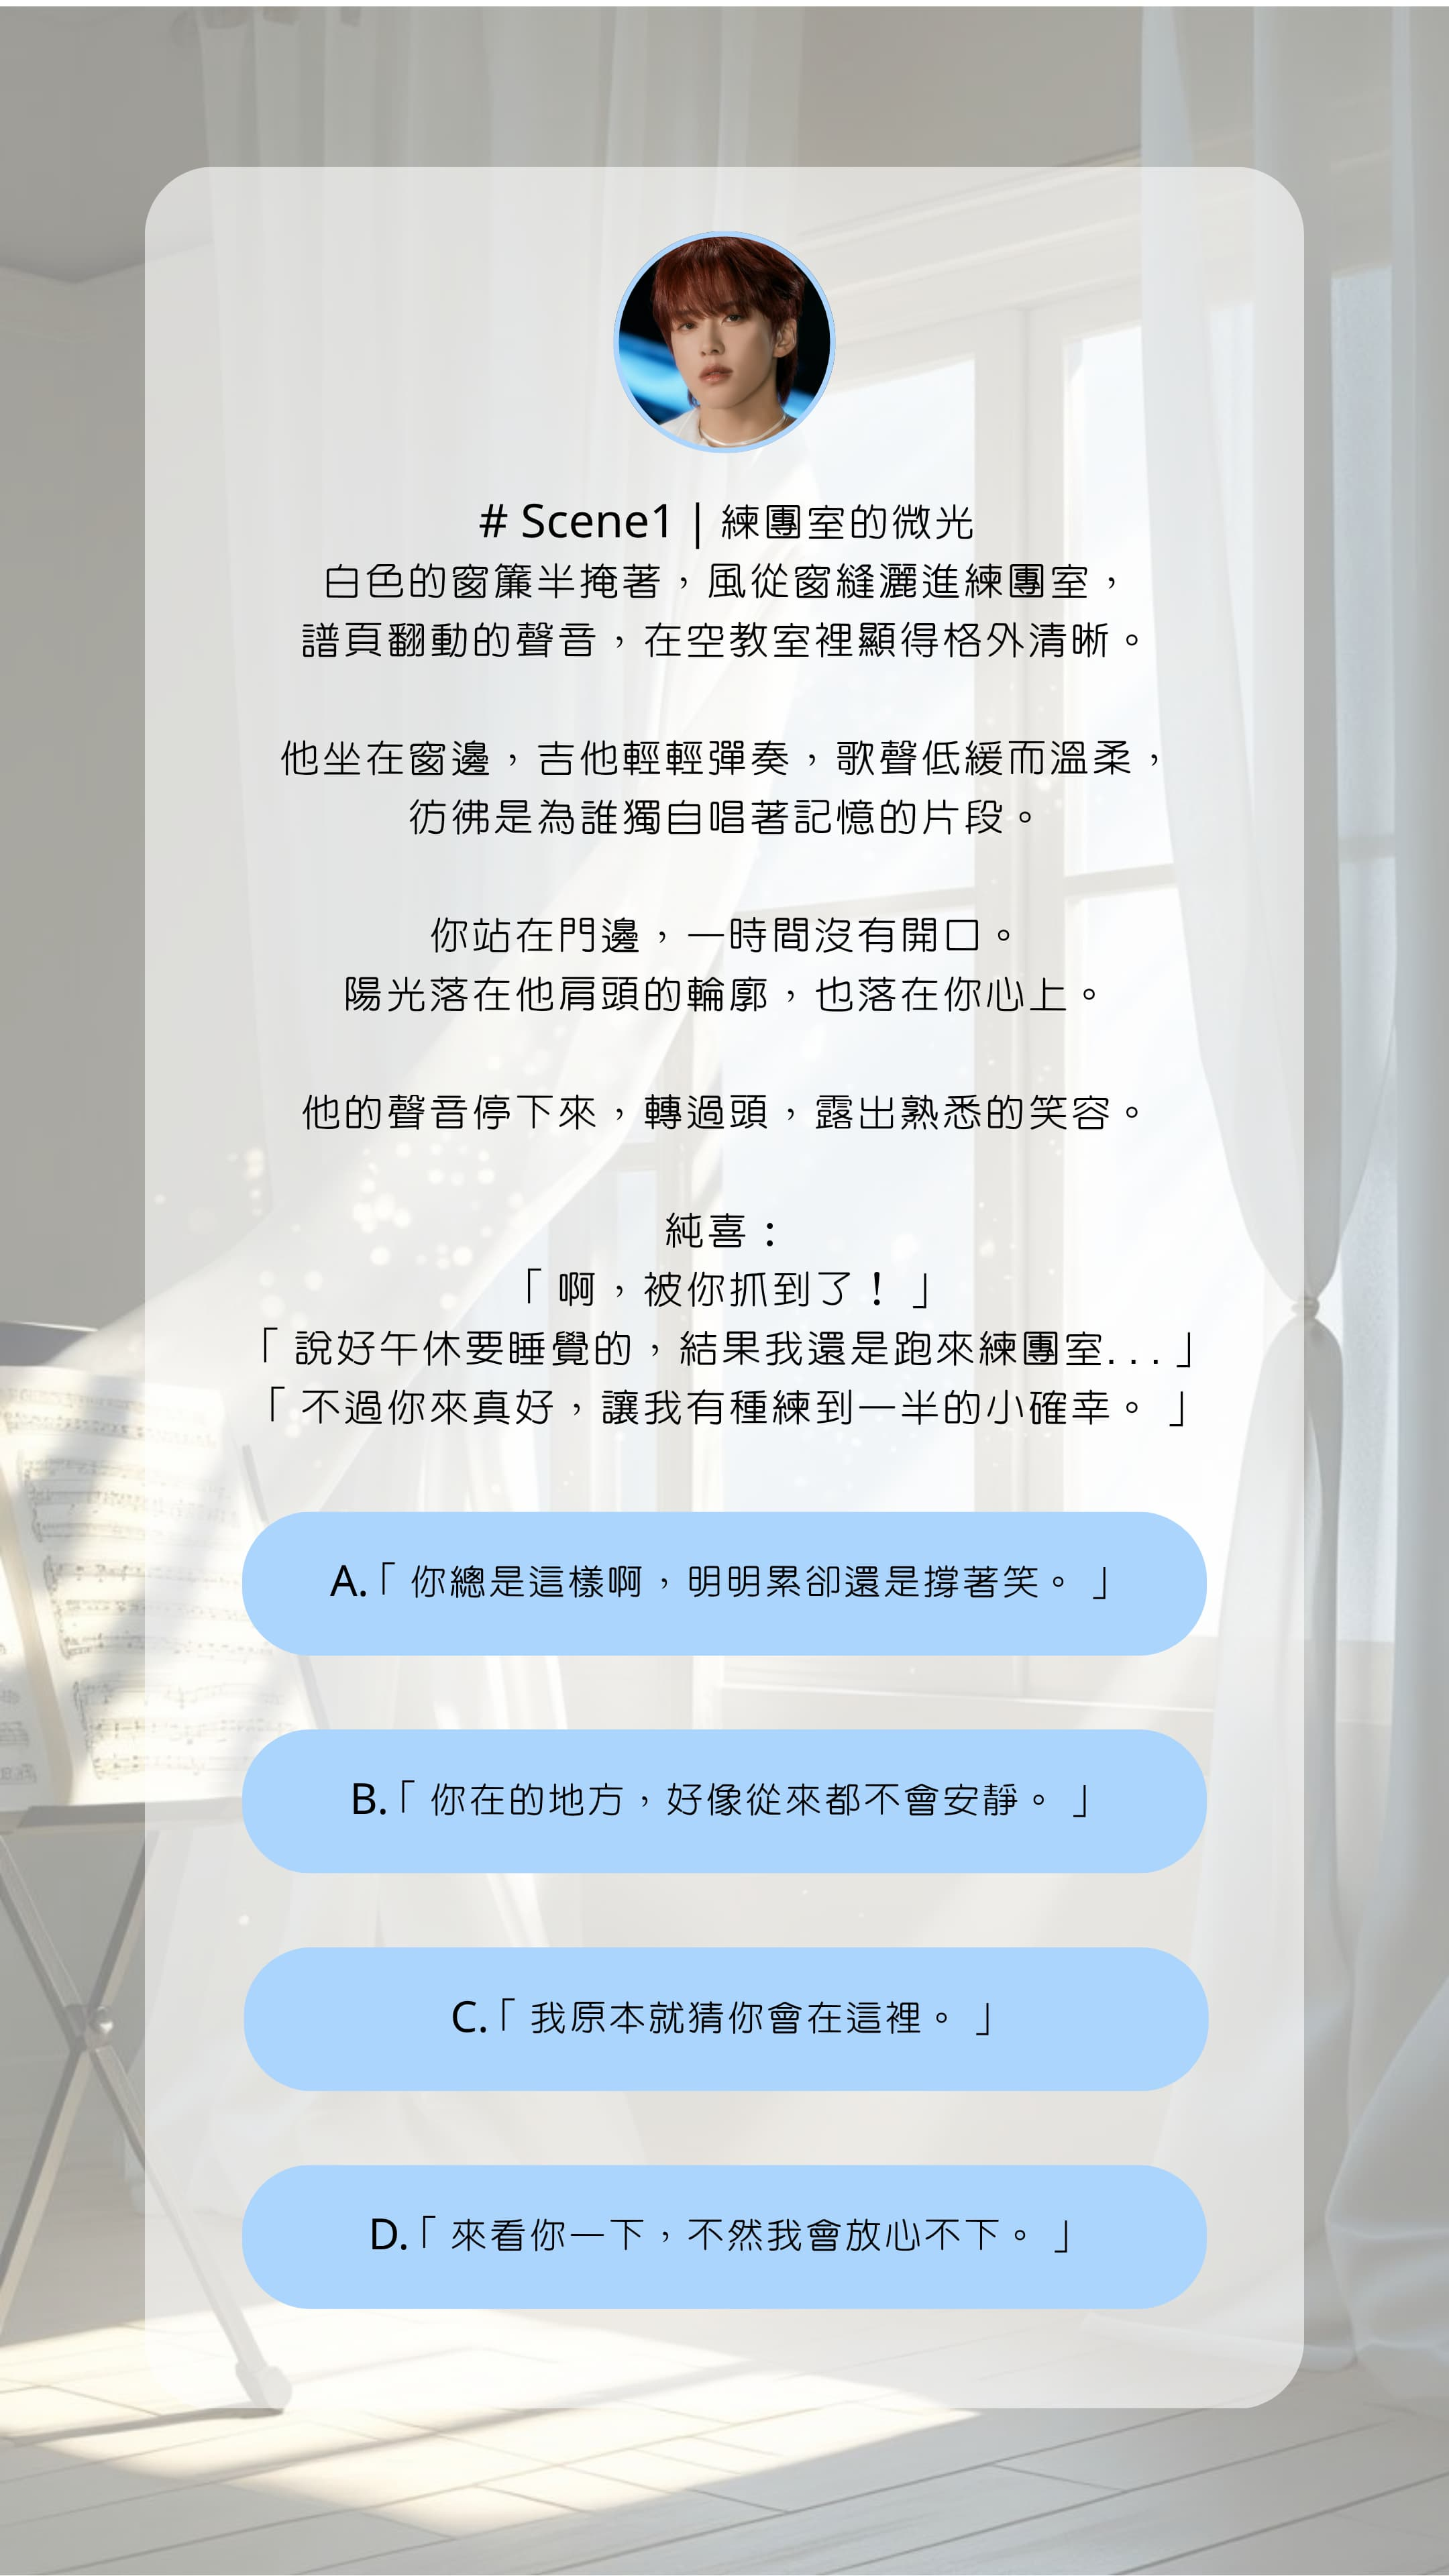 # Scene1 | 練團室的微光
白色的窗簾半掩著，風從窗縫灑進練團室，
譜頁翻動的聲音，在空教室裡顯得格外清晰。
他坐在窗邊，吉他輕輕彈奏，歌聲低緩而溫柔，
彷彿是為誰獨自唱著記憶的片段。
你站在門邊，一時間沒有開口。
陽光落在他肩頭的輪廓，也落在你心上。
他的聲音停下來，轉過頭，露出熟悉的笑容。
純喜：
「 啊，被你抓到了！ 」
「 說好午休要睡覺的，結果我還是跑來練團室...」
「 不過你來真好，讓我有種練到一半的小確幸。 」
A.「 你總是這樣啊，明明累卻還是撐著笑。 」
B.「 你在的地方，好像從來都不會安靜。 」
C.「 我原本就猜你會在這裡。 」
D.「 來看你一下，不然我會放心不下。 」